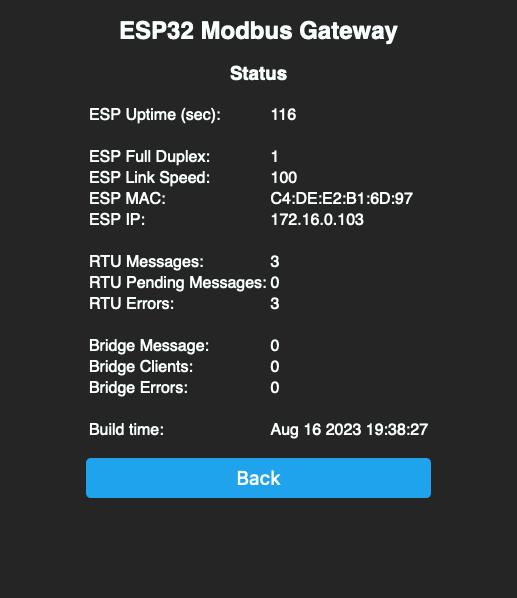 ESP32 Modbus Gateway
Status
ESP Uptime (sec): 116
ESP Full Duplex: 1
ESP Link Speed: 100
ESP MAC: C4:DE:E2:B1:6D:97
ESP IP: 172.16.0.103
RTU Messages: 3
RTU Pending Messages: 0
RTU Errors: 3
Bridge Message: 0
Bridge Clients: 0
Bridge Errors: 0
Build time: Aug 16 2023 19:38:27
Back